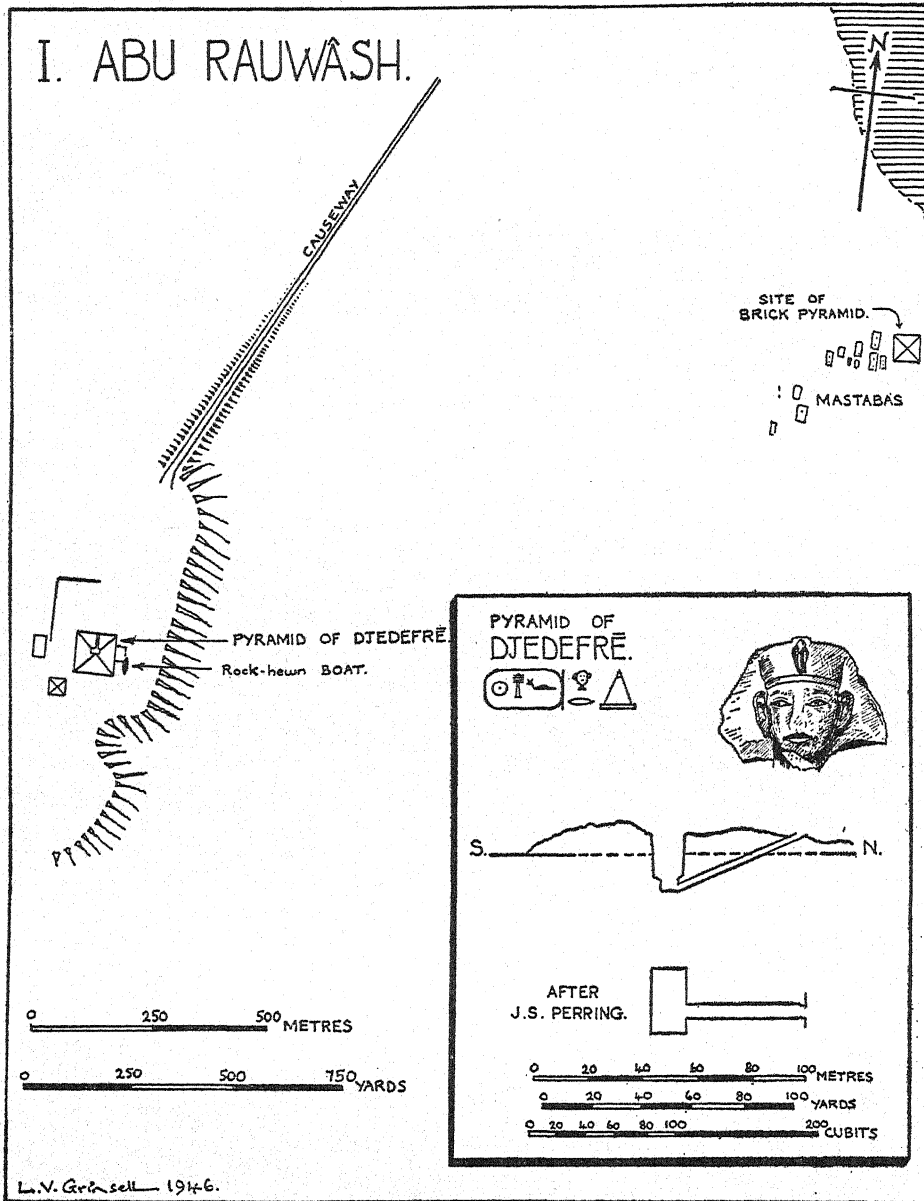 I. ABU RAUWÂSH.
N
CAUSEWAY
SITE OF
BRICK PYRAMID.
MASTABAS
PYRAMID OF DJEDEFRĒ.
Rock-hewn BOAT.
0 250 500 METRES
0 250 500 750 YARDS
L.V. Grinsell 1946.
PYRAMID OF
DJEDEFRĒ.
S. N.
AFTER
J.S. PERRING.
0 20 40 60 80 100 METRES
0 20 40 60 80 100 YARDS
0 20 40 60 80 100 200 CUBITS